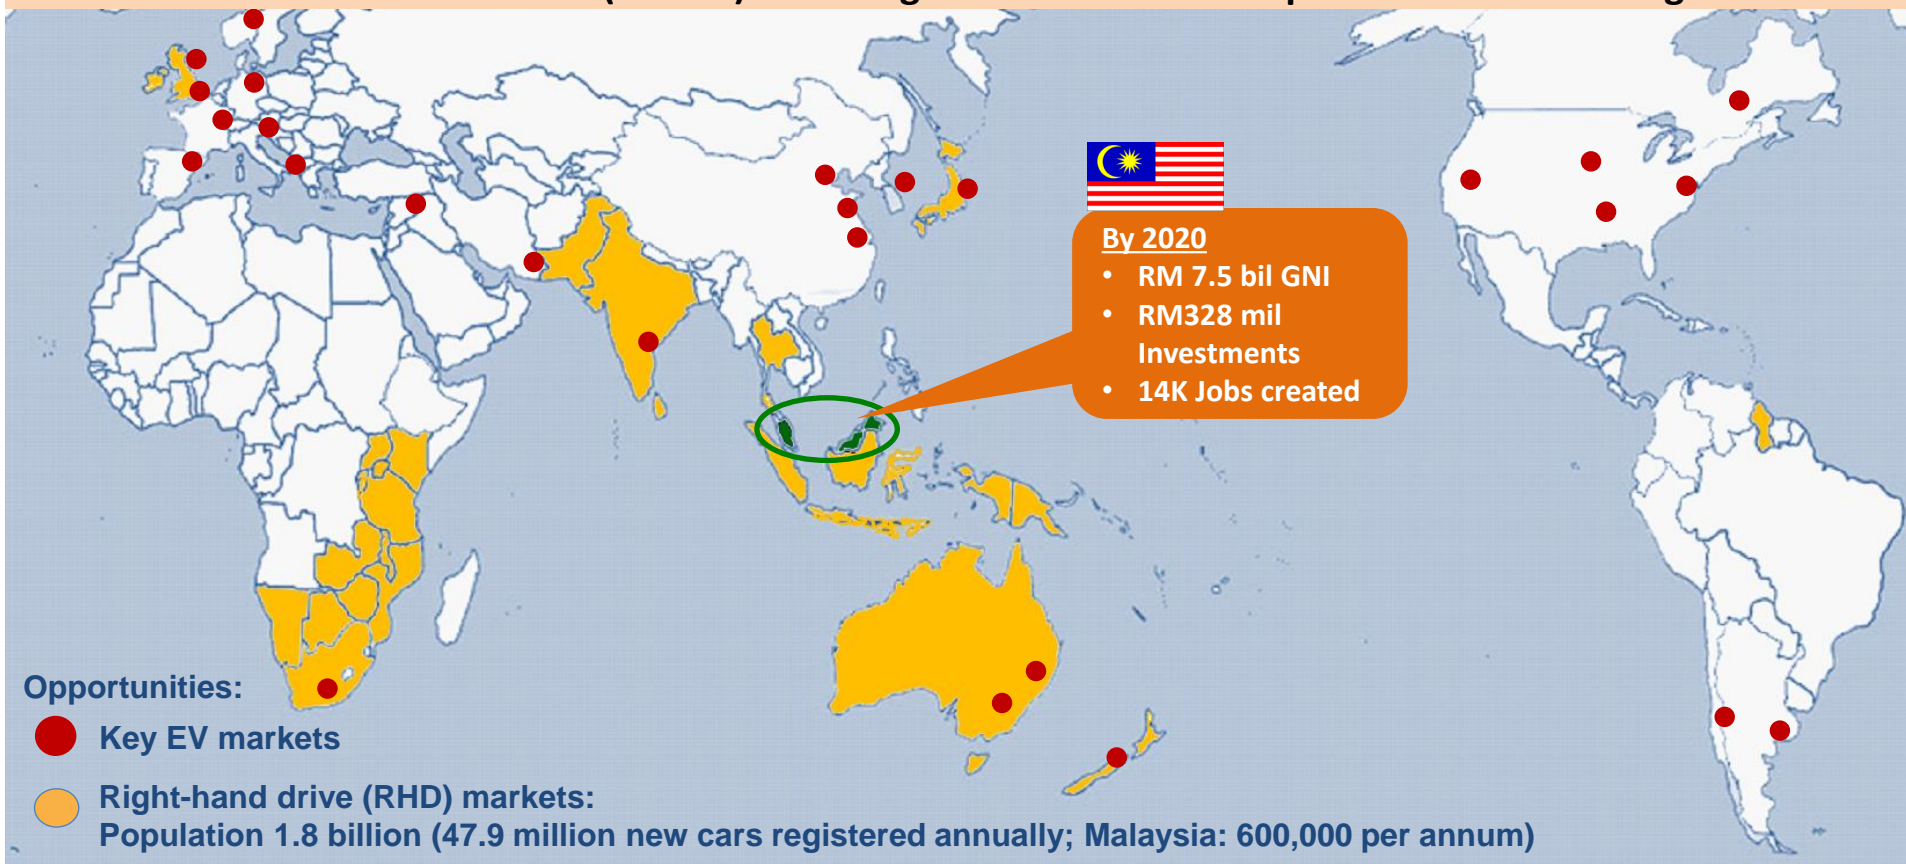 By 2020
• RM 7.5 bil GNI
• RM328 mil
Investments
• 14K Jobs created
Opportunities:
Key EV markets
Right-hand drive (RHD) markets:
Population 1.8 billion (47.9 million new cars registered annually; Malaysia: 600,000 per annum)